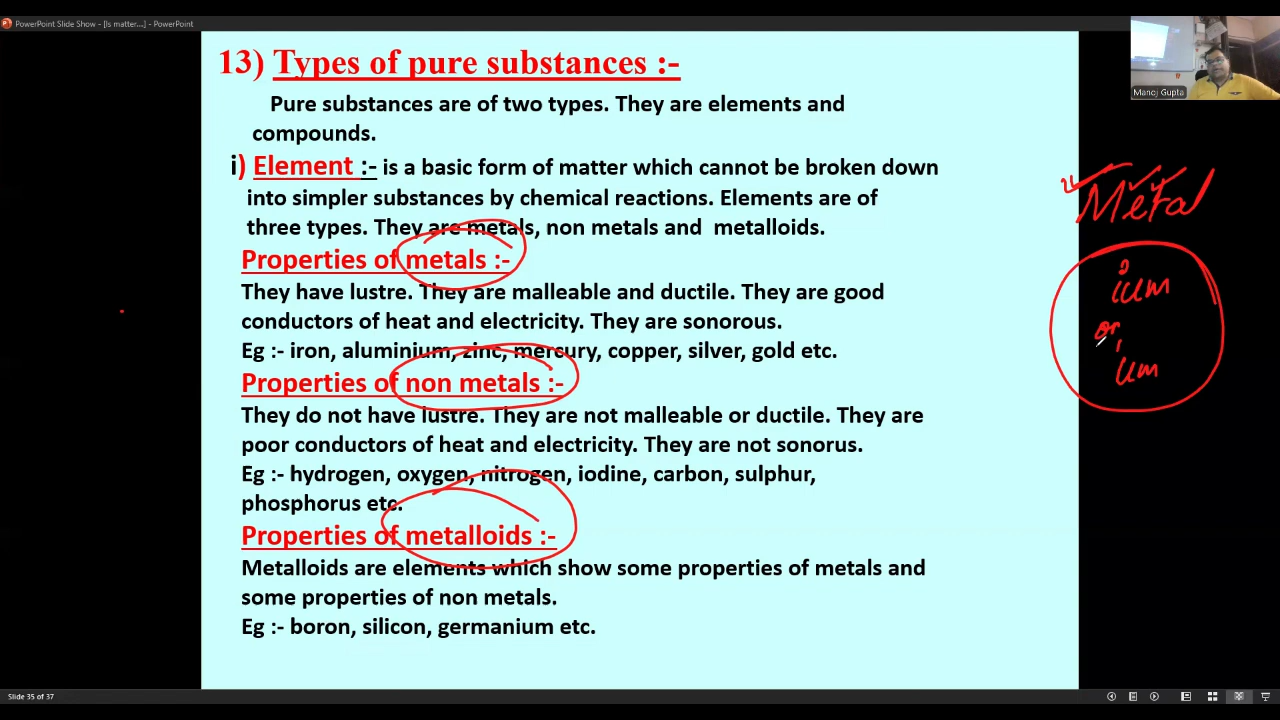 PowerPoint Slide Show - [Is matter...] - PowerPoint
Manoj Gupta
13) Types of pure substances :-
Pure substances are of two types. They are elements and
compounds.
i) Element :- is a basic form of matter which cannot be broken down
into simpler substances by chemical reactions. Elements are of
three types. They are metals, non metals and metalloids.
Properties of metals :-
They have lustre. They are malleable and ductile. They are good
conductors of heat and electricity. They are sonorous.
Eg :- iron, aluminium, zinc, mercury, copper, silver, gold etc.
Properties of non metals :-
They do not have lustre. They are not malleable or ductile. They are
poor conductors of heat and electricity. They are not sonorus.
Eg :- hydrogen, oxygen, nitrogen, iodine, carbon, sulphur,
phosphorus etc.
Properties of metalloids :-
Metalloids are elements which show some properties of metals and
some properties of non metals.
Eg :- boron, silicon, germanium etc.
Metal
ium
or
um
Slide 35 of 37